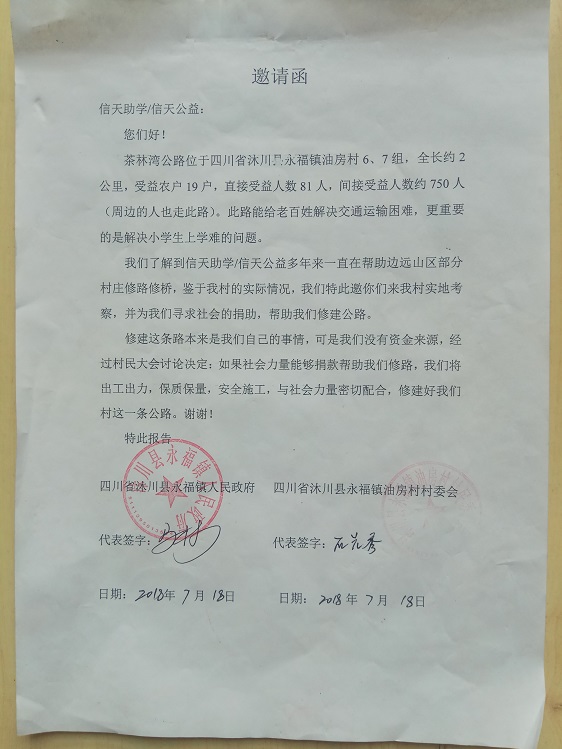 邀请函
信天助学/信天公益：
您们好！
茶林湾公路位于四川省沐川县永福镇油房村 6、7 组，全长约 2
公里，受益农户 19 户，直接受益人数 81 人，间接受益人数约 750 人
（周边的人也走此路）。此路能给老百姓解决交通运输困难，更重要
的是解决小学生上学难的问题。
我们了解到信天助学/信天公益多年来一直在帮助边远山区部分
村庄修路修桥，鉴于我村的实际情况，我们特此邀你们来我村实地考
察，并为我们寻求社会的捐助，帮助我们修建公路。
修建这条路本来是我们自己的事情，可是我们没有资金来源，经
过村民大会讨论决定：如果社会力量能够捐款帮助我们修路，我们将
出工出力，保质保量，安全施工，与社会力量密切配合，修建好我们
村这一条公路。谢谢！
特此报告
四川省沐川县永福镇人民政府 四川省沐川县永福镇油房村村委会
代表签字： 代表签字：石光秀
日期：2018年 7 月 18日 日期：2018 年 7 月 18日